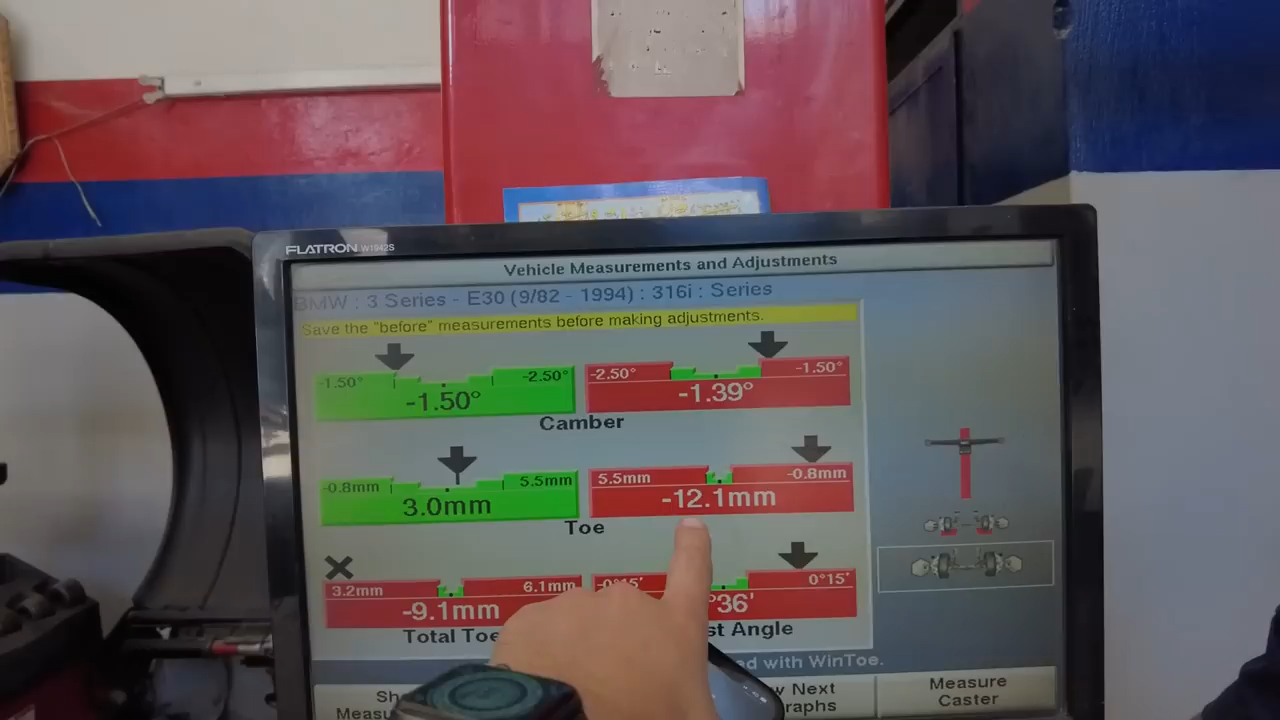 FLATRON W1942S
Vehicle Measurements and Adjustments
BMW : 3 Series - E30 (9/82 - 1994) : 316i : Series
Save the "before" measurements before making adjustments.
-1.50° -2.50° -2.50° -1.50°
-1.50° -1.39°
Camber
-0.8mm 5.5mm 5.5mm -0.8mm
3.0mm -12.1mm
Toe
3.2mm 6.1mm -0°15' 0°15'
-9.1mm 36'
Total Toe Angle
with WinToe.
Next
Measure
Caster